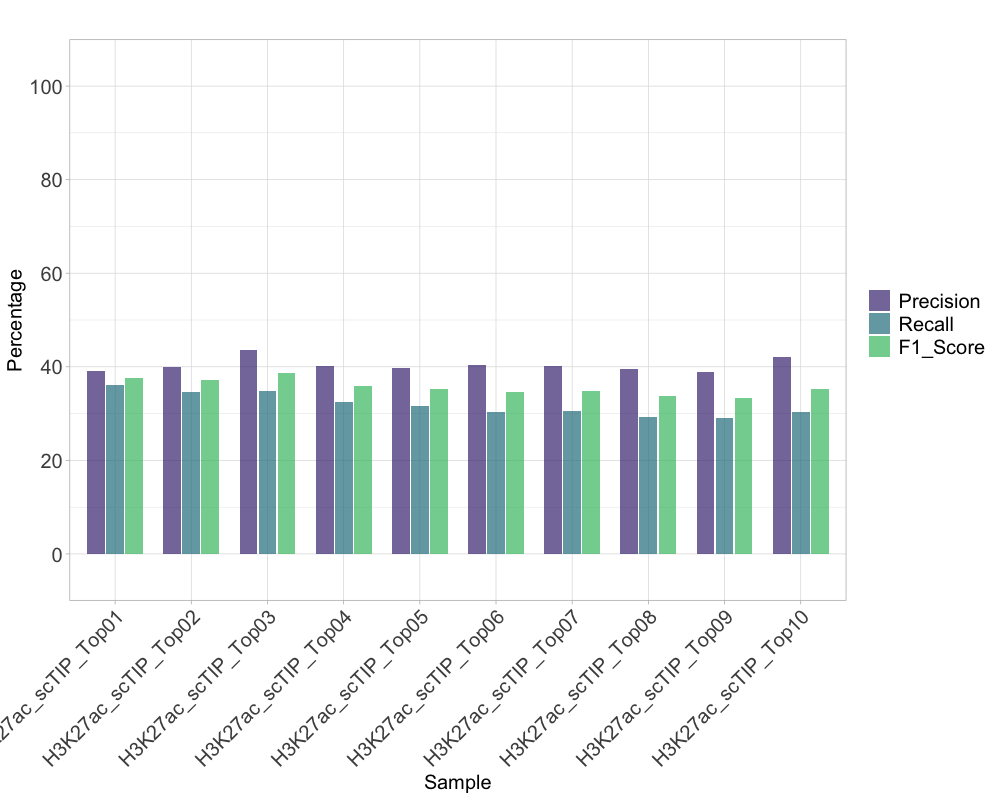 100
80
60
40
20
0
Percentage
Precision
Recall
F1_Score
27ac_scTIP_Top01
H3K27ac_scTIP_Top02
H3K27ac_scTIP_Top03
H3K27ac_scTIP_Top04
H3K27ac_scTIP_Top05
H3K27ac_scTIP_Top06
H3K27ac_scTIP_Top07
H3K27ac_scTIP_Top08
H3K27ac_scTIP_Top09
H3K27ac_scTIP_Top10
Sample